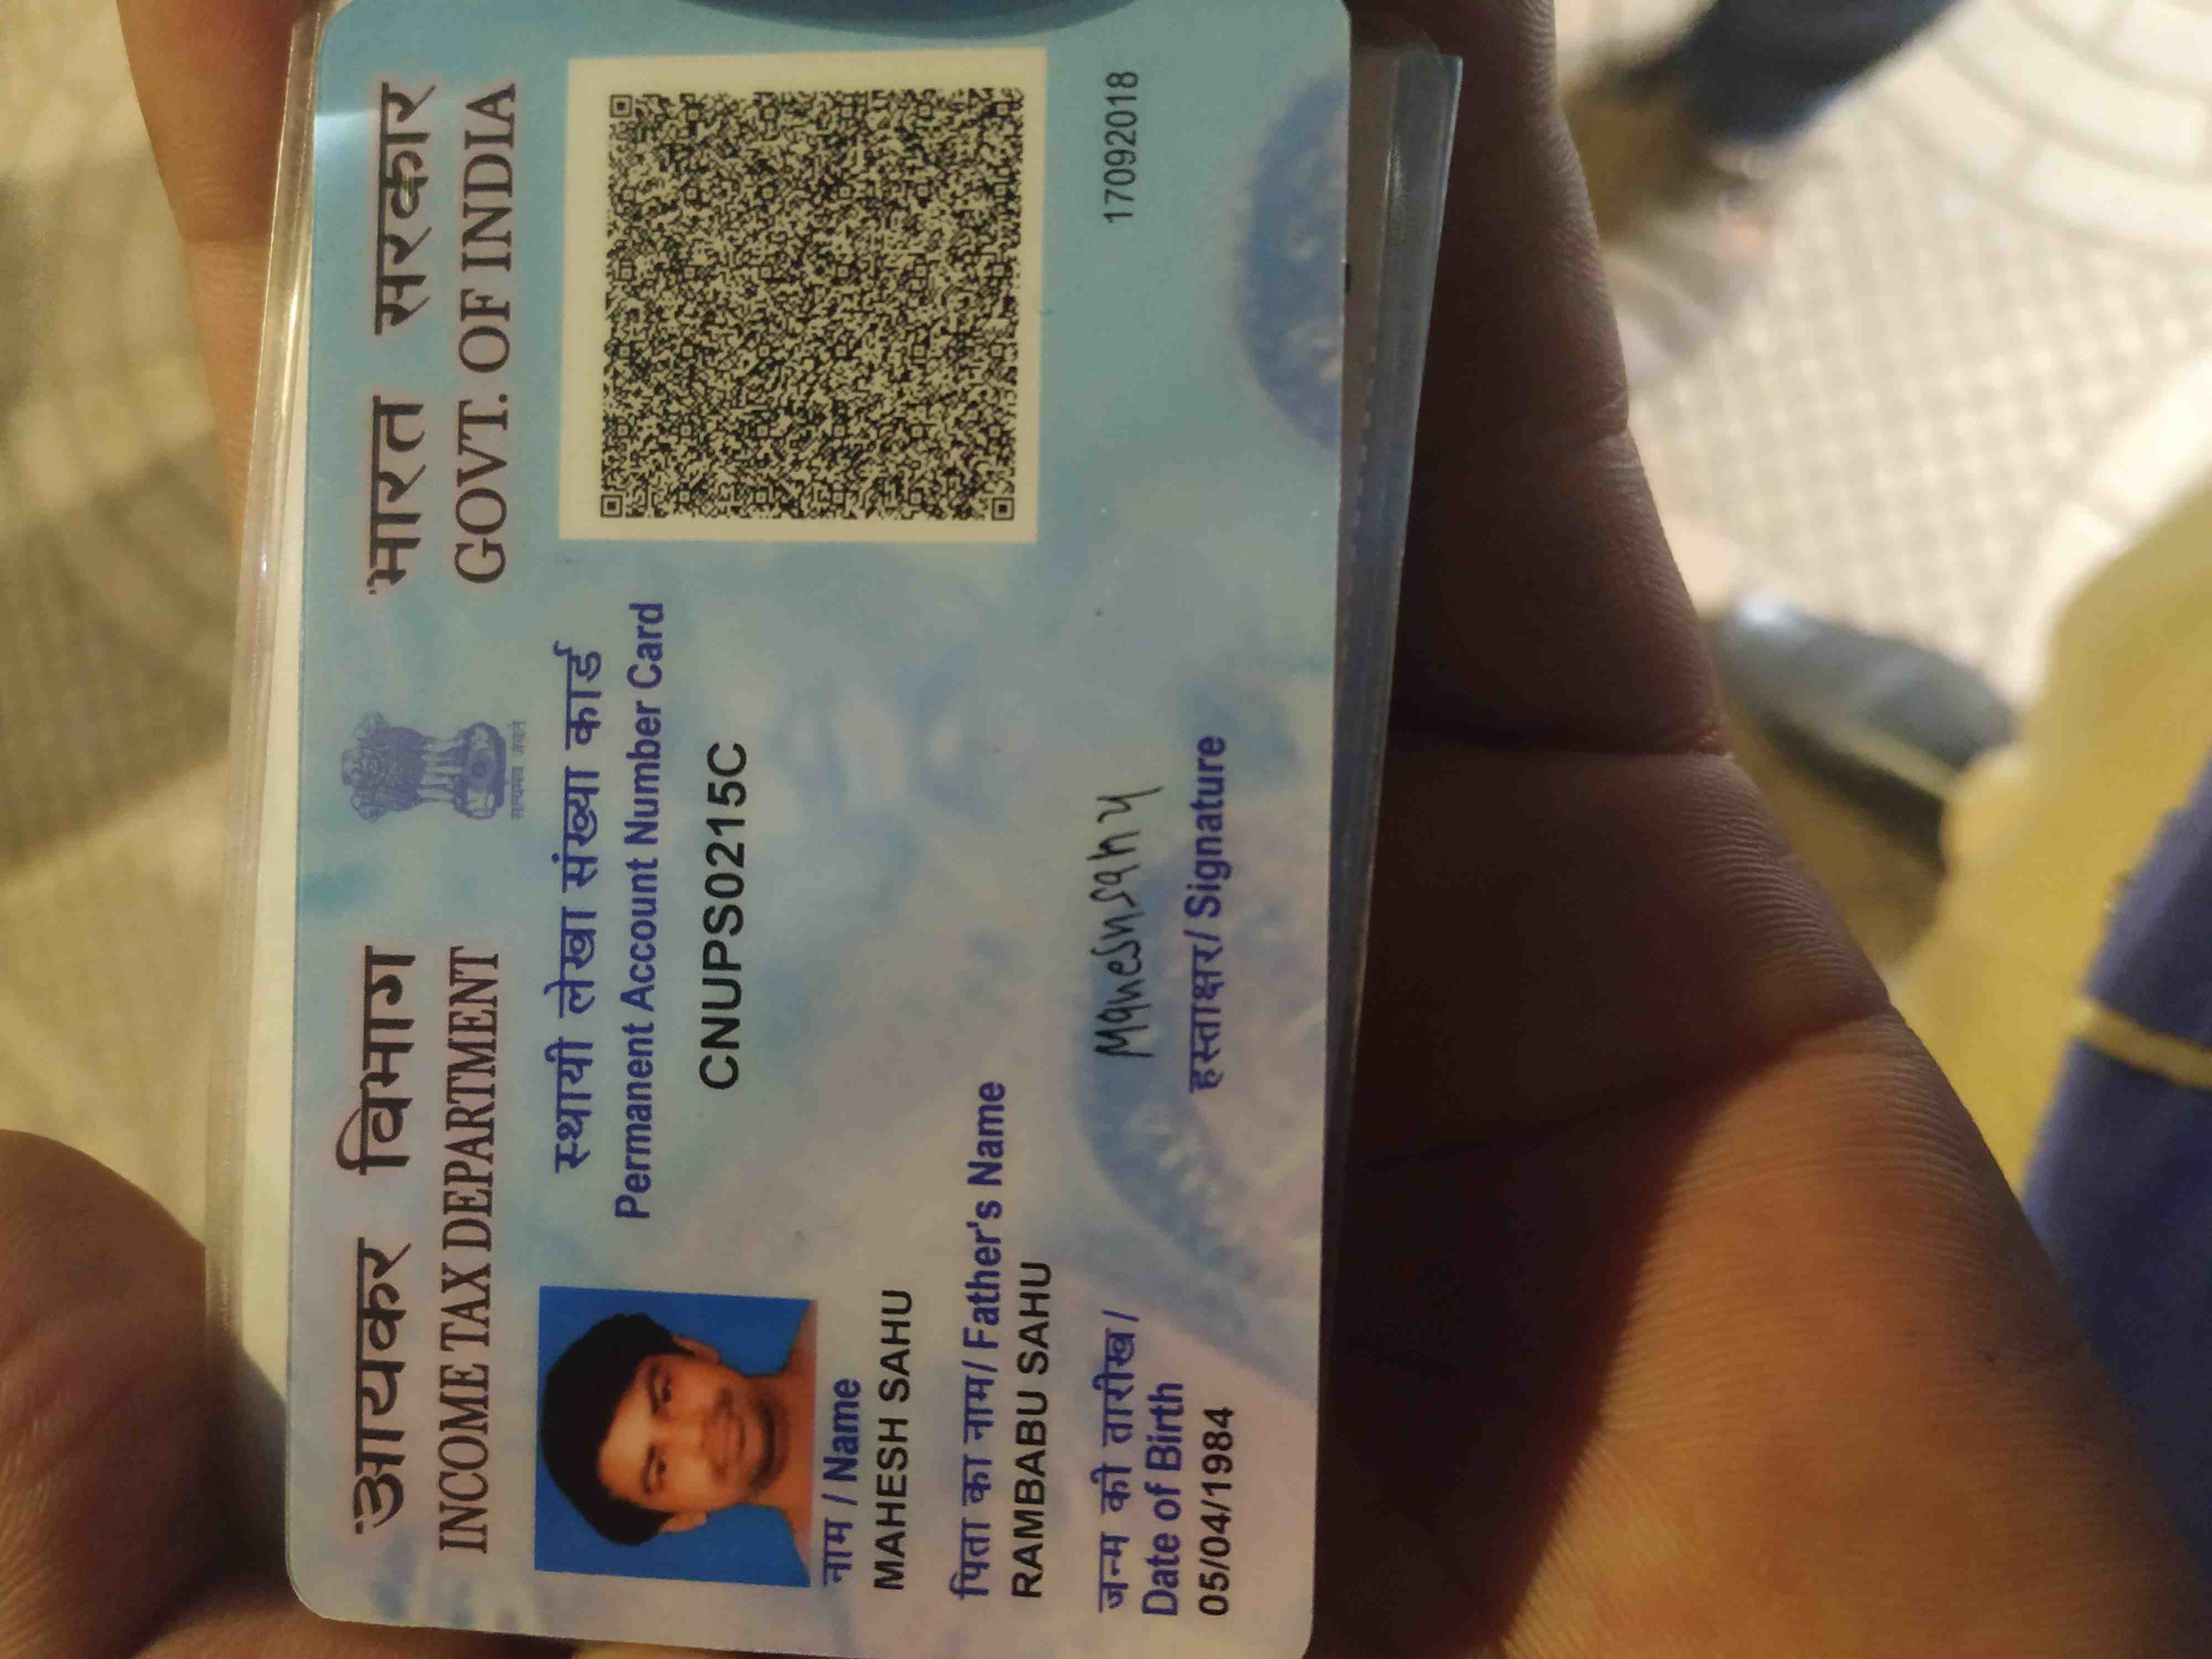 आयकर विभाग
INCOME TAX DEPARTMENT
सत्यमेव जयते
भारत सरकार
GOVT. OF INDIA
स्थायी लेखा संख्या कार्ड
Permanent Account Number Card
CNUPS0215C
नाम / Name
MAHESH SAHU
पिता का नाम / Father's Name
RAMBABU SAHU
जन्म की तारीख /
Date of Birth
05/04/1984
Maheshsahu
हस्ताक्षर / Signature
17092018